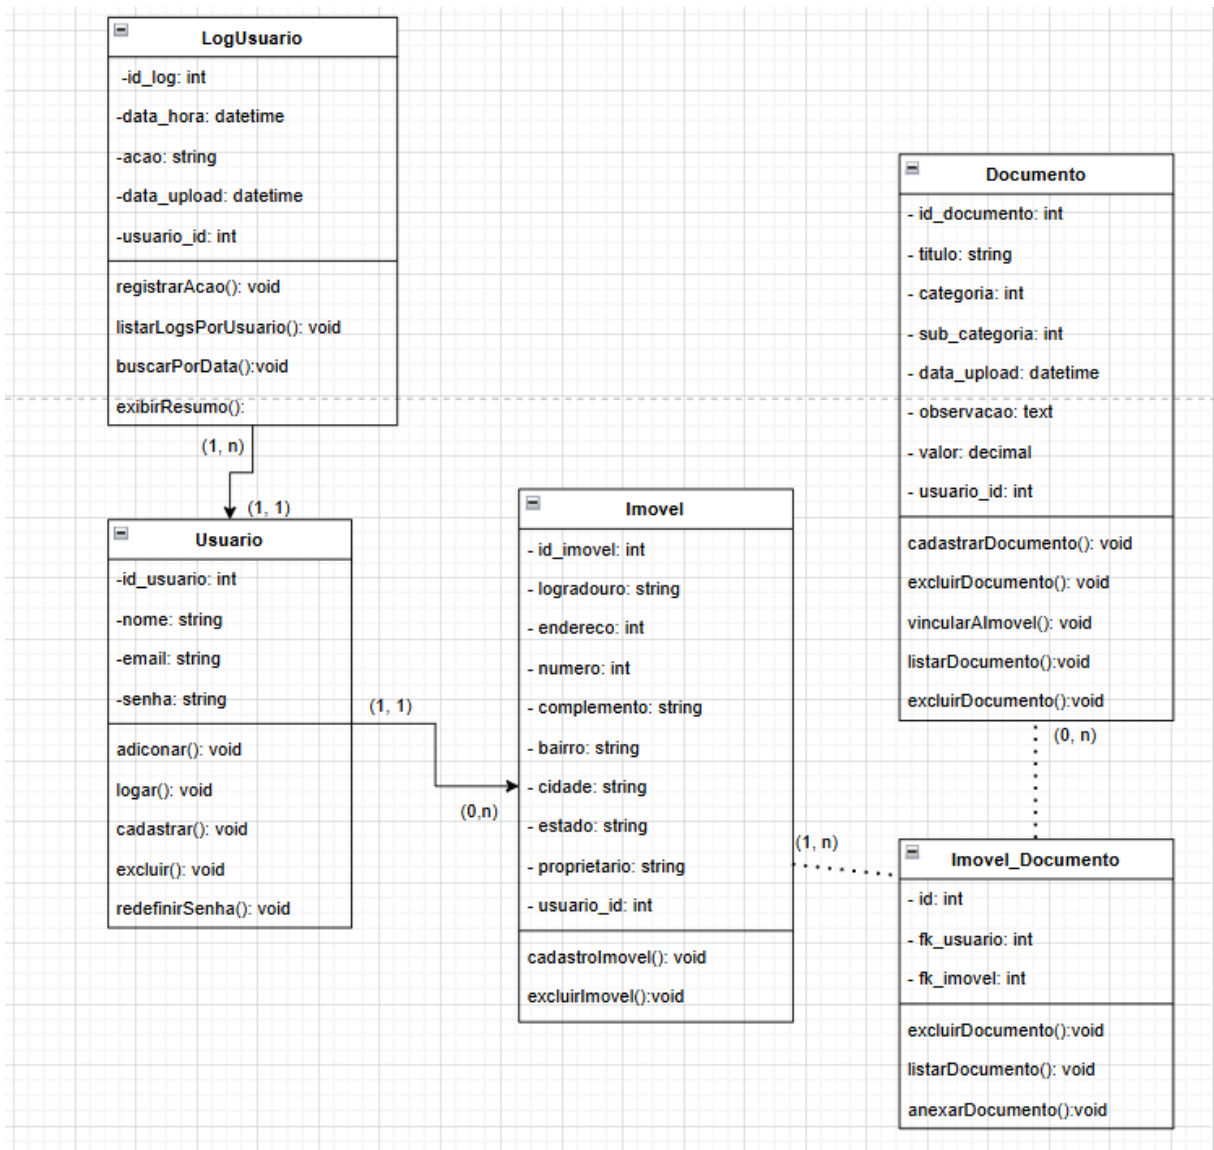 LogUsuario
-id_log: int
-data_hora: datetime
-acao: string
-data_upload: datetime
-usuario_id: int
registrarAcao(): void
listarLogsPorUsuario(): void
buscarPorData():void
exibirResumo():
(1, n)
(1, 1)
Usuario
-id_usuario: int
-nome: string
-email: string
-senha: string
adiconar(): void
logar(): void
cadastrar(): void
excluir(): void
redefinirSenha(): void
(1, 1)
(0,n)
Imovel
- id_imovel: int
- logradouro: string
- endereco: int
- numero: int
- complemento: string
- bairro: string
- cidade: string
- estado: string
- proprietario: string
- usuario_id: int
cadastroImovel(): void
excluirImovel():void
(1, n)
Documento
- id_documento: int
- titulo: string
- categoria: int
- sub_categoria: int
- data_upload: datetime
- observacao: text
- valor: decimal
- usuario_id: int
cadastrarDocumento(): void
excluirDocumento(): void
vincularAImovel(): void
listarDocumento():void
excluirDocumento():void
(0, n)
Imovel_Documento
- id: int
- fk_usuario: int
- fk_imovel: int
excluirDocumento():void
listarDocumento(): void
anexarDocumento():void